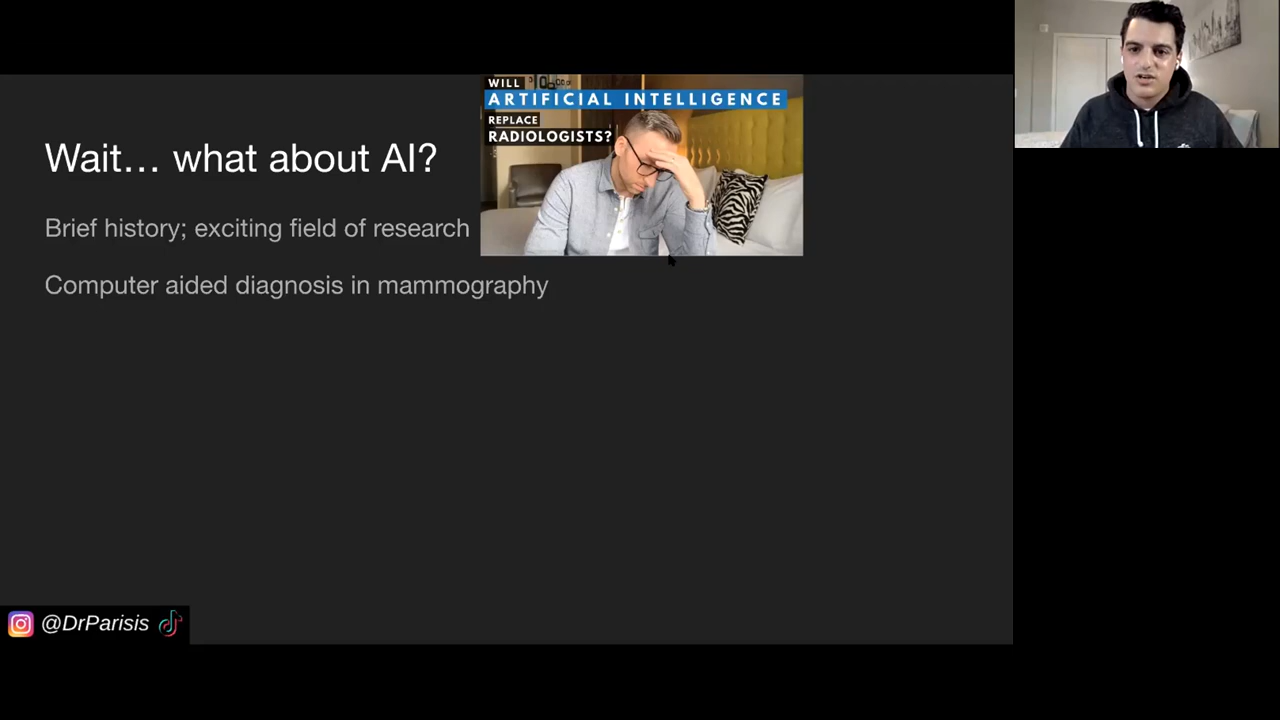 WILL
ARTIFICIAL INTELLIGENCE
REPLACE
RADIOLOGISTS?
Wait… what about AI?
Brief history; exciting field of research
Computer aided diagnosis in mammography
@DrParisis